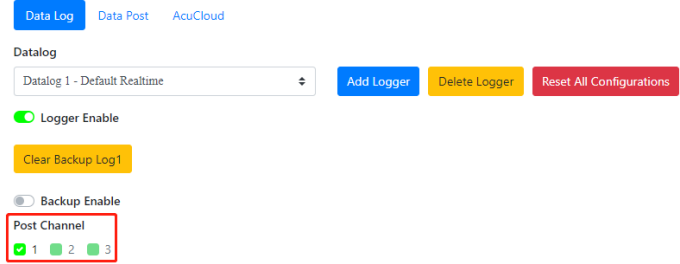 Data Log Data Post AcuCloud
Datalog
Datalog 1 - Default Realtime Add Logger Delete Logger Reset All Configurations
Logger Enable
Clear Backup Log1
Backup Enable
Post Channel
1 2 3